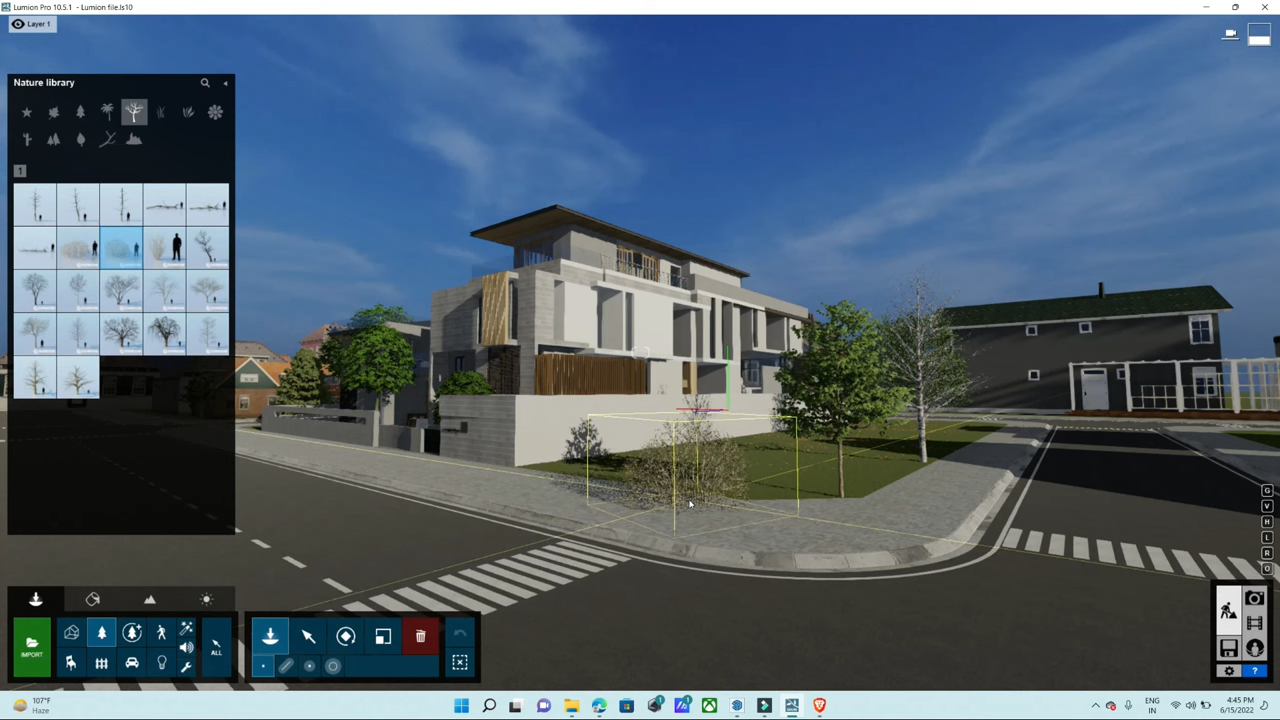 Lumion Pro 10.5.1 - Lumion file.ls10
Layer 1
Nature library
1
G
V
H
L
R
O
IMPORT
ALL
?
107°F
Haze
ENG
IN
4:45 PM
6/15/2022